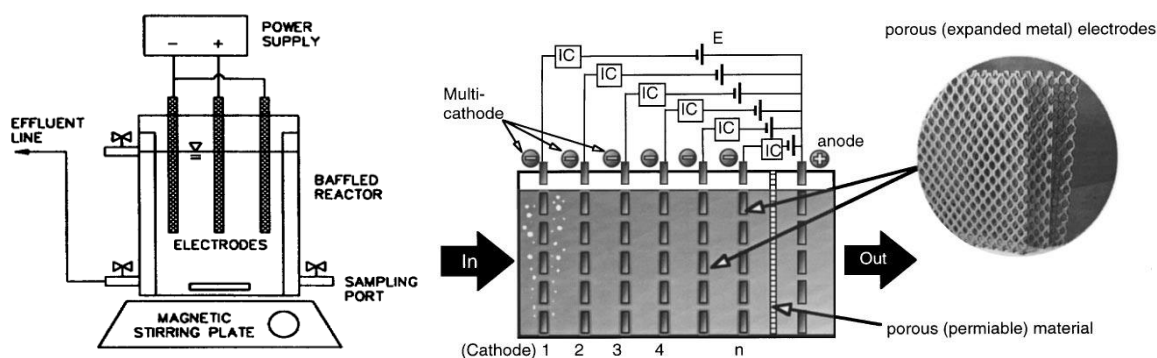 POWER
SUPPLY
− +
EFFLUENT
LINE
BAFFLED
REACTOR
ELECTRODES
SAMPLING
PORT
MAGNETIC
STIRRING PLATE
E
IC
IC
IC
IC
IC
IC
Multi-
cathode
− − − − − − +
anode
In
Out
(Cathode) 1 2 3 4 n
porous (permiable) material
porous (expanded metal) electrodes